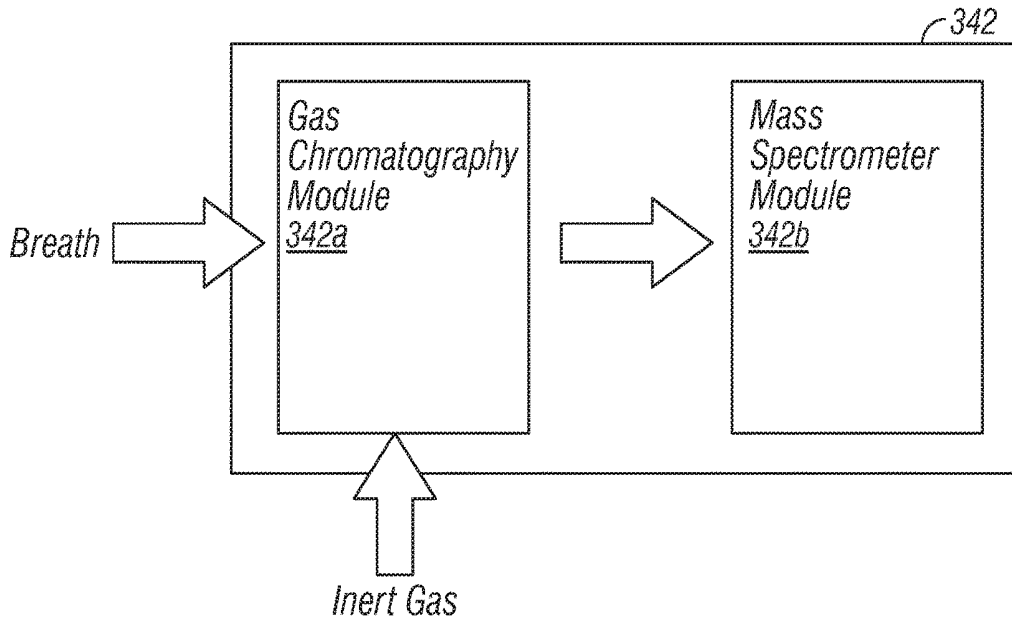 342
Gas
Chromatography
Module
342a
Mass
Spectrometer
Module
342b
Breath
Inert Gas